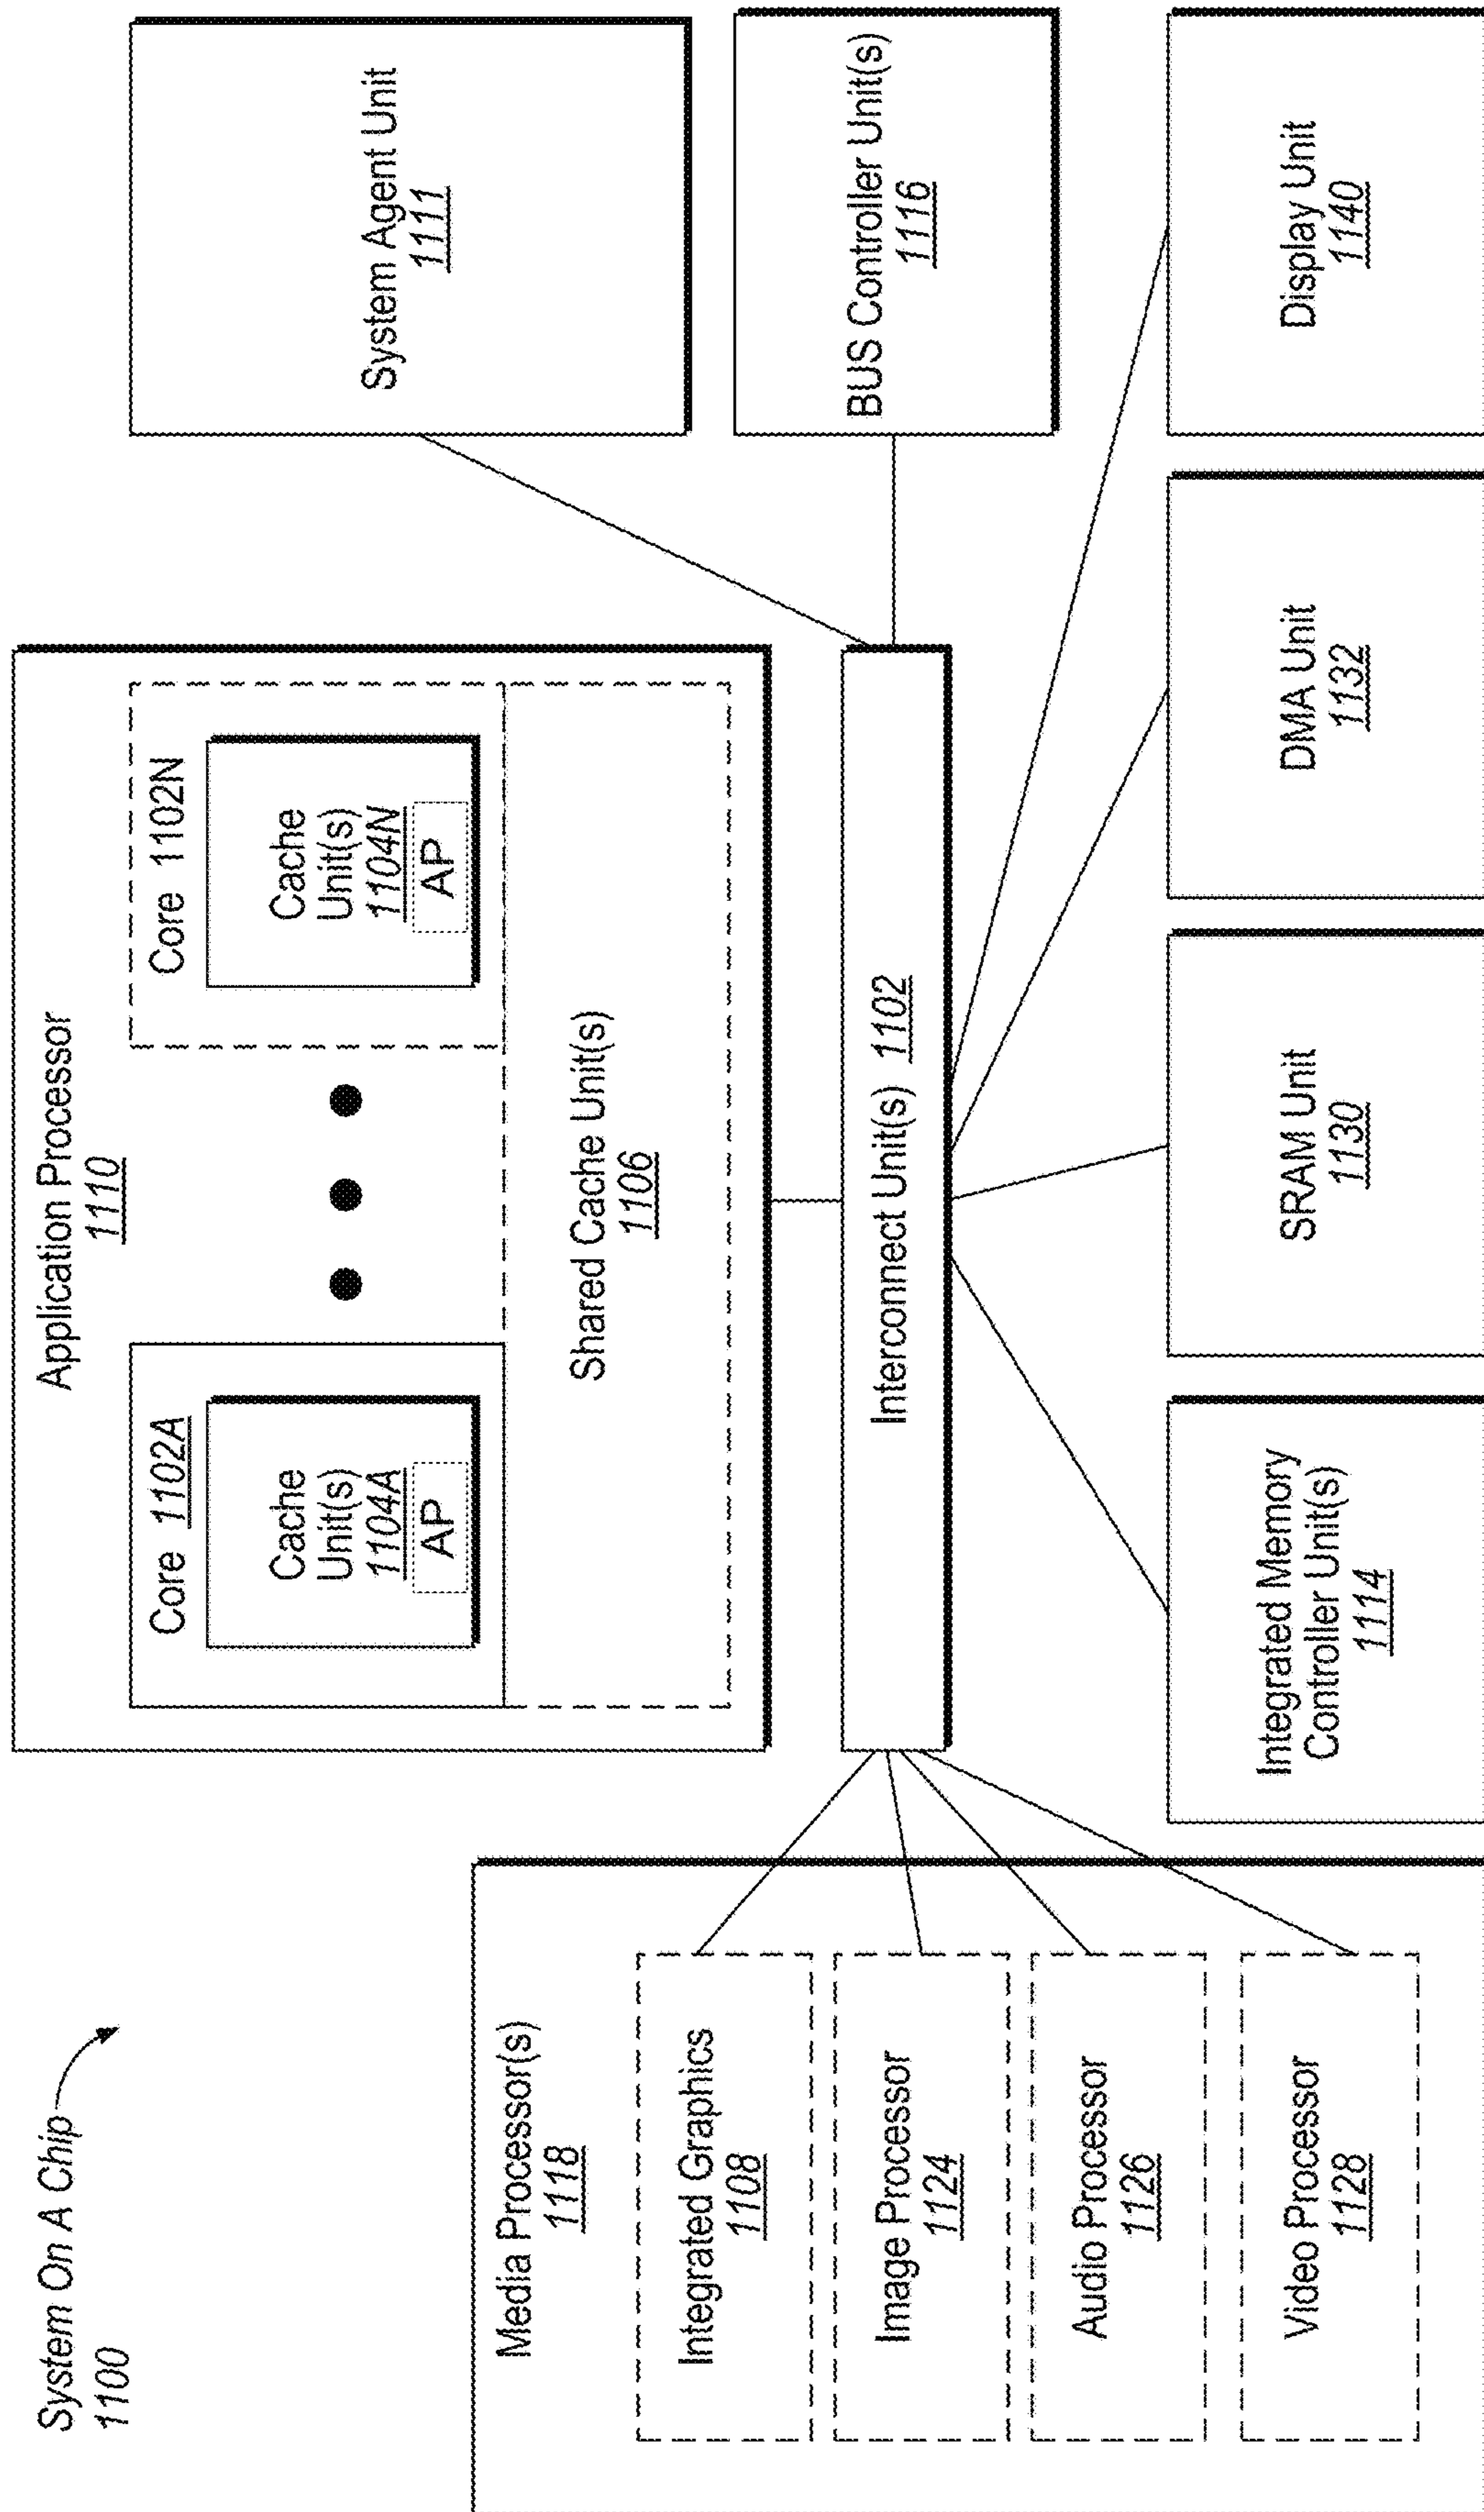 System On A Chip
1100
Application Processor
1110
Core 1102A
Cache
Unit(s)
1104A
AP
Core 1102N
Cache
Unit(s)
1104N
AP
Shared Cache Unit(s)
1106
System Agent Unit
1111
Media Processor(s)
1118
Integrated Graphics
1108
Image Processor
1124
Audio Processor
1126
Video Processor
1128
Interconnect Unit(s) 1102
BUS Controller Unit(s)
1116
Integrated Memory
Controller Unit(s)
1114
SRAM Unit
1130
DMA Unit
1132
Display Unit
1140